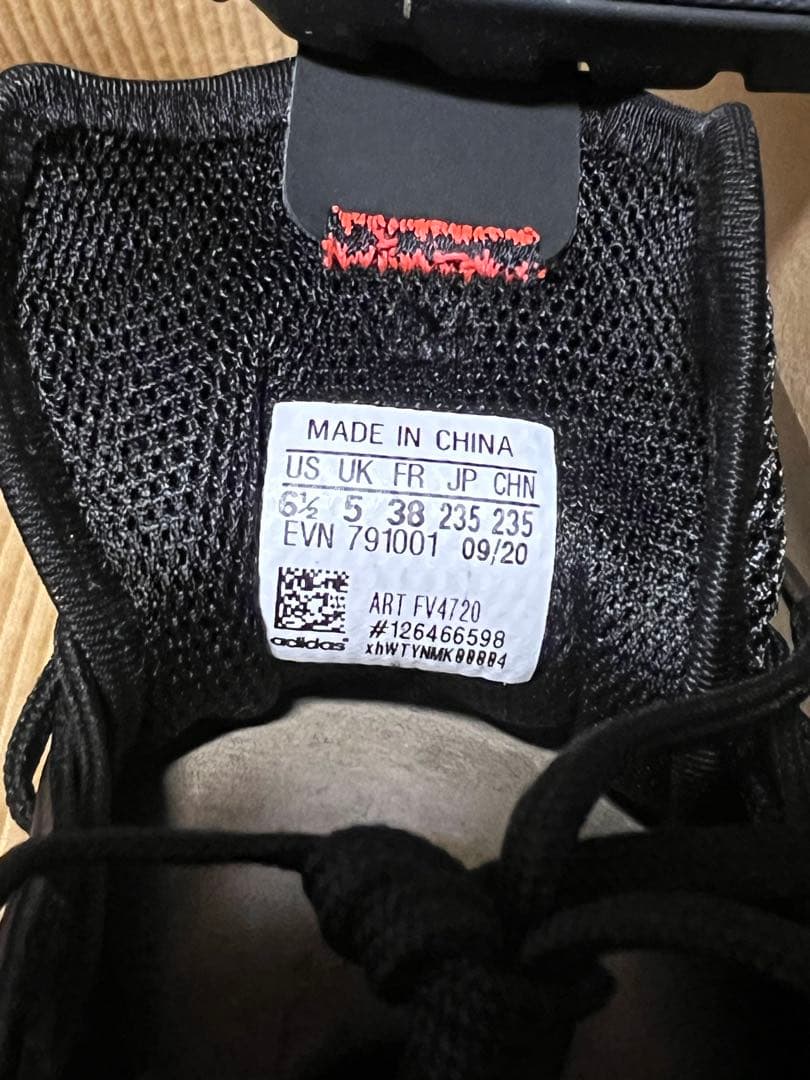 MADE IN CHINA
US UK FR JP CHN
6½ 5 38 235 235
EVN 791001 09/20
ART FV4720
#126466598
adidas